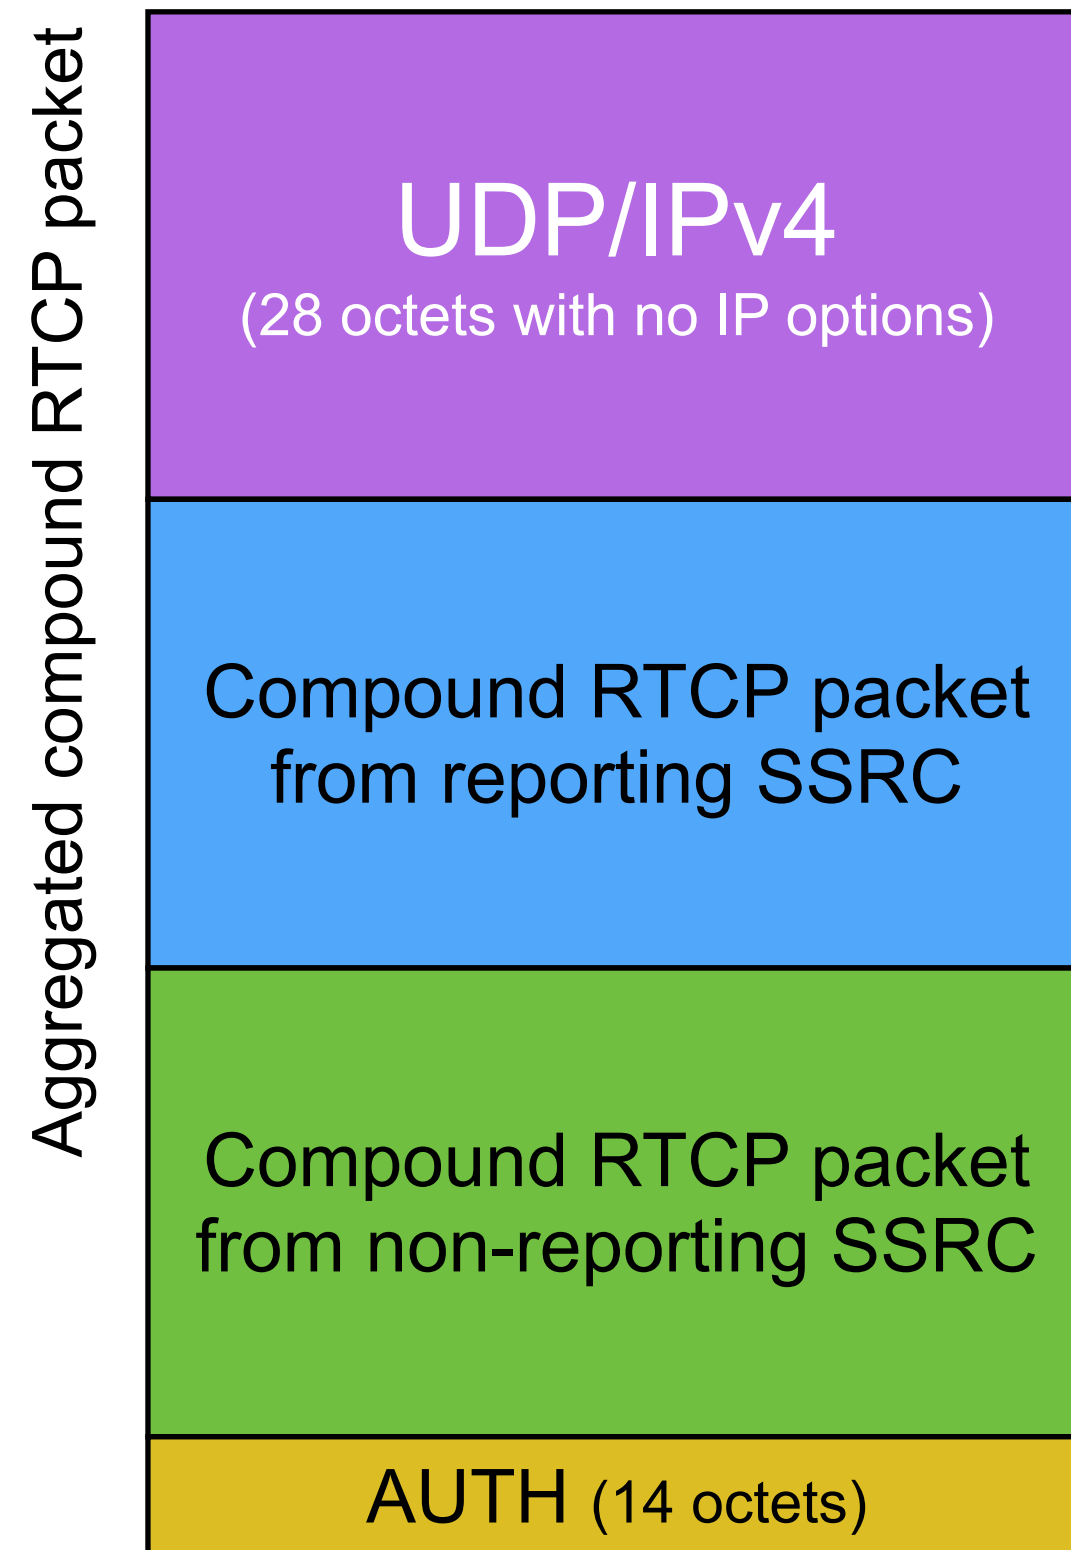 Aggregated compound RTCP packet
UDP/IPv4
(28 octets with no IP options)
Compound RTCP packet
from reporting SSRC
Compound RTCP packet
from non-reporting SSRC
AUTH (14 octets)